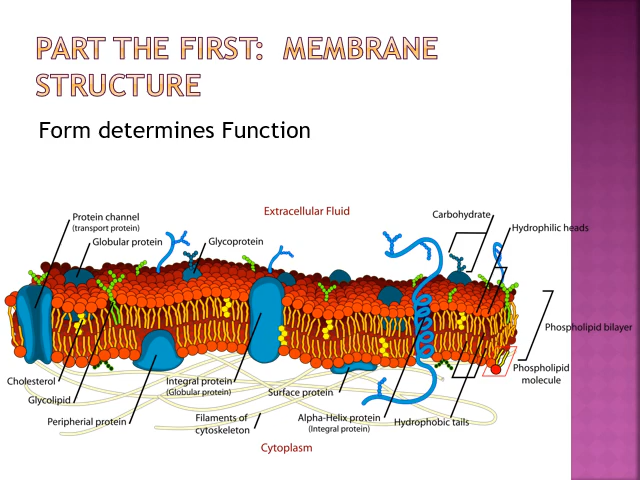 PART THE FIRST: MEMBRANE
STRUCTURE
Form determines Function
Extracellular Fluid
Protein channel
(transport protein)
Globular protein
Glycoprotein
Carbohydrate
Hydrophilic heads
Phospholipid bilayer
Phospholipid
molecule
Cholesterol
Glycolipid
Peripherial protein
Integral protein
(Globular protein)
Filaments of
cytoskeleton
Surface protein
Alpha-Helix protein
(Integral protein)
Hydrophobic tails
Cytoplasm